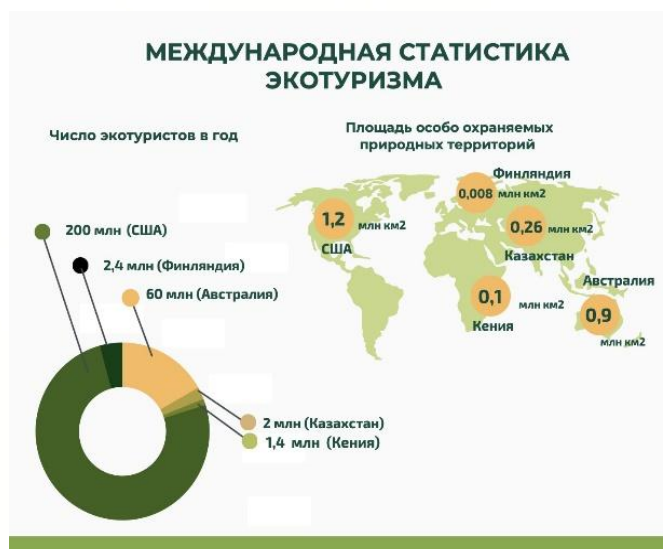 МЕЖДУНАРОДНАЯ СТАТИСТИКА
ЭКОТУРИЗМА
Число экотуристов в год
200 млн (США)
2,4 млн (Финляндия)
60 млн (Австралия)
2 млн (Казахстан)
1,4 млн (Кения)
Площадь особо охраняемых
природных территорий
Финляндия
0,008 млн км2
1,2 млн км2
США
0,26 млн км2
Казахстан
0,1 млн км2
Кения
Австралия
0,9
млн км2